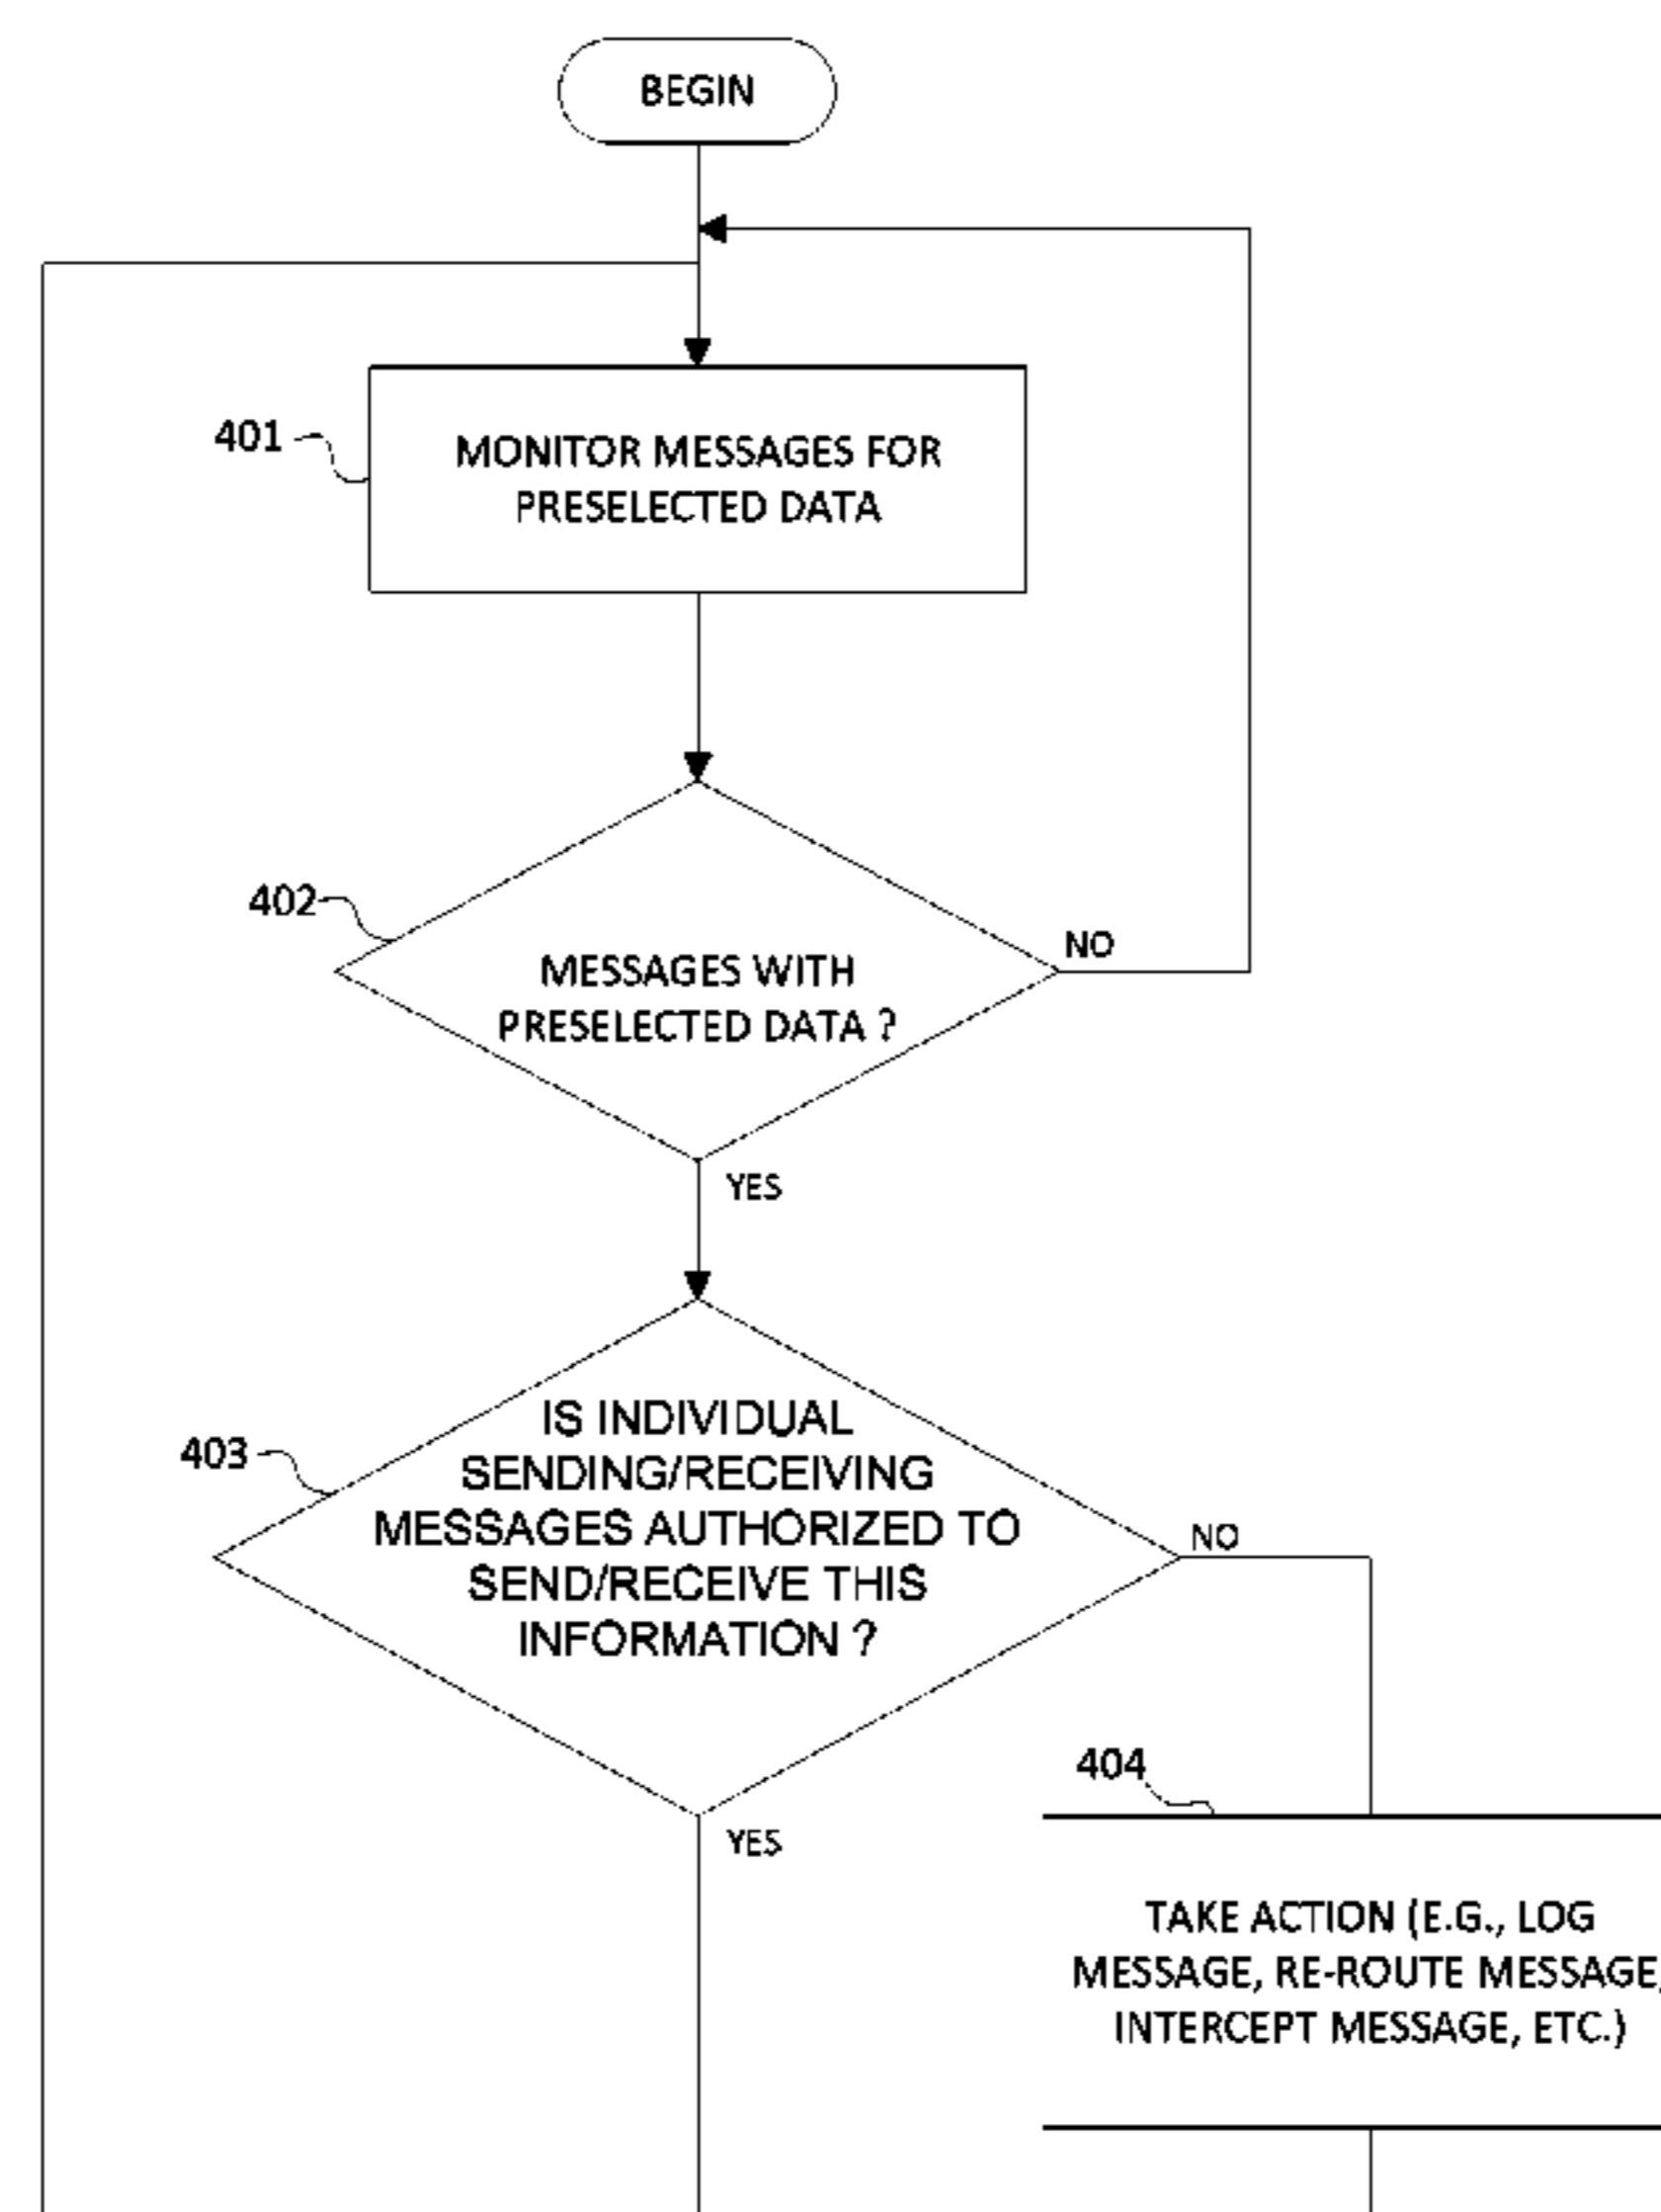 BEGIN
401
MONITOR MESSAGES FOR
PRESELECTED DATA
402
MESSAGES WITH
PRESELECTED DATA ?
NO
YES
403
IS INDIVIDUAL
SENDING/RECEIVING
MESSAGES AUTHORIZED TO
SEND/RECEIVE THIS
INFORMATION ?
NO
YES
404
TAKE ACTION (E.G., LOG
MESSAGE, RE-ROUTE MESSAGE,
INTERCEPT MESSAGE, ETC.)